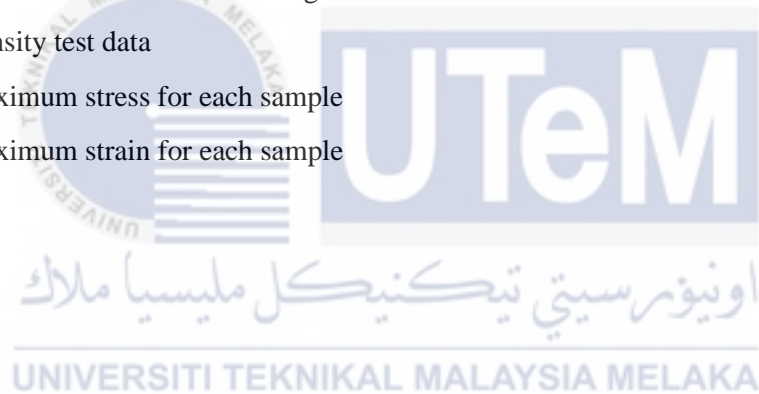 nsity test data
ximum stress for each sample
ximum strain for each sample
UTeM
اونيۏرسيتي تيكنيكل مليسيا ملاك
UNIVERSITI TEKNIKAL MALAYSIA MELAKA